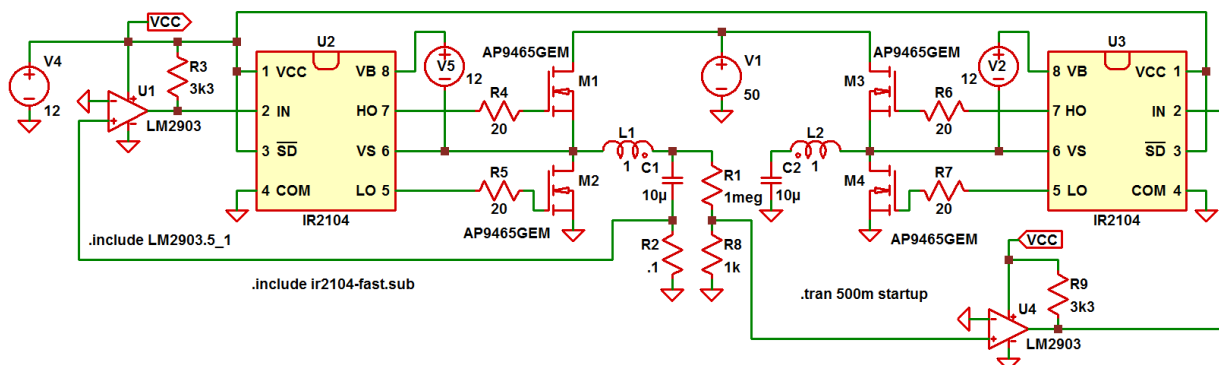 VCC
V4
12
R3
3k3
U1
LM2903
U2
1 VCC
VB 8
2 IN
HO 7
3 SD
VS 6
4 COM
LO 5
IR2104
V5
12
AP9465GEM
M1
R4
20
R5
20
M2
AP9465GEM
L1
1
C1
10µ
R1
1meg
R2
.1
R8
1k
V1
50
AP9465GEM
M3
V2
12
R6
20
L2
1
C2
10µ
M4
R7
20
AP9465GEM
U3
8 VB
VCC 1
7 HO
IN 2
6 VS
SD 3
5 LO
COM 4
IR2104
.include LM2903.5_1
.include ir2104-fast.sub
.tran 500m startup
VCC
R9
3k3
U4
LM2903